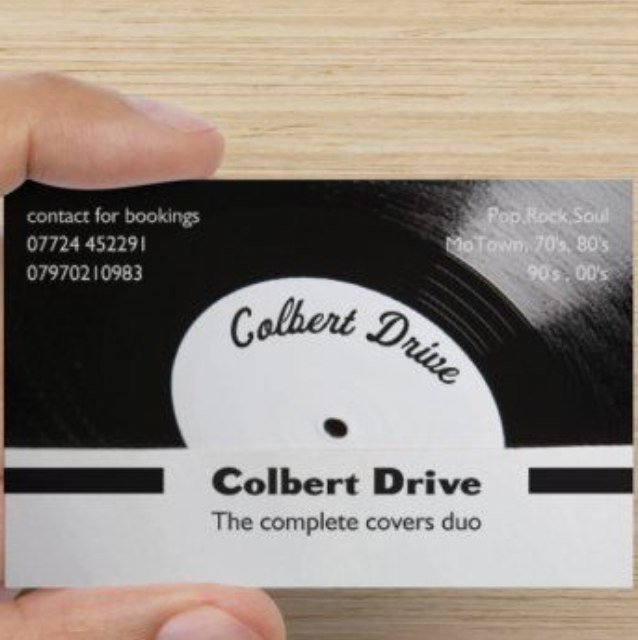 contact for bookings
07724 452291
07970210983
Pop,Rock,Soul
MoTown, 70's, 80's
90's , 00's
Colbert Drive
Colbert Drive
The complete covers duo